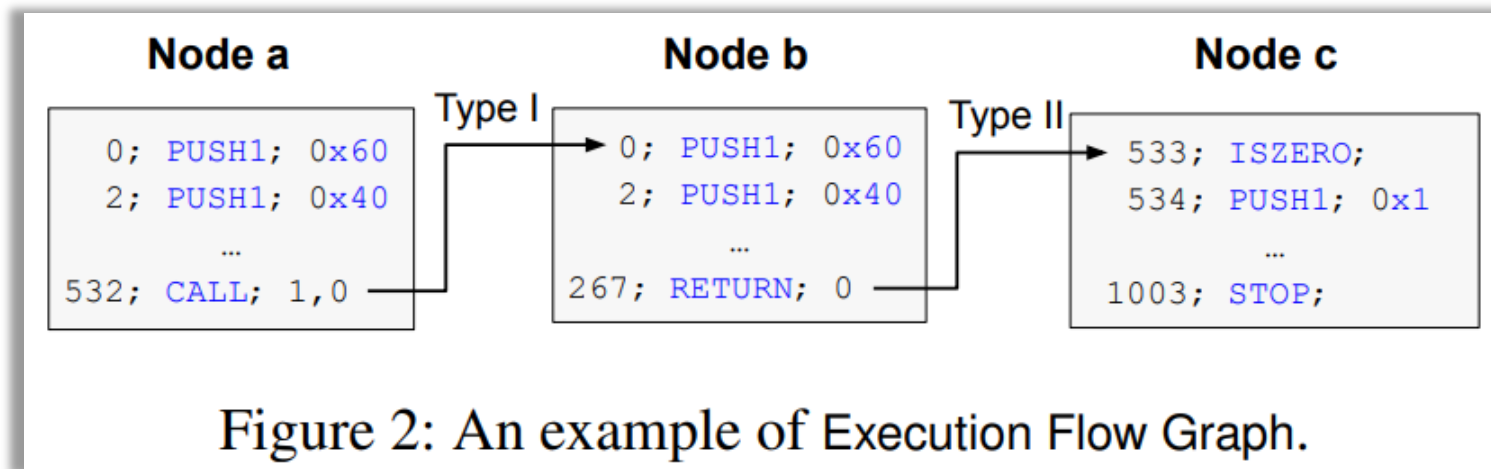 Node a
Node b
Node c
Type I
Type II
0; PUSH1; 0x60
2; PUSH1; 0x40
…
532; CALL; 1,0
0; PUSH1; 0x60
2; PUSH1; 0x40
…
267; RETURN; 0
533; ISZERO;
534; PUSH1; 0x1
…
1003; STOP;
Figure 2: An example of Execution Flow Graph.